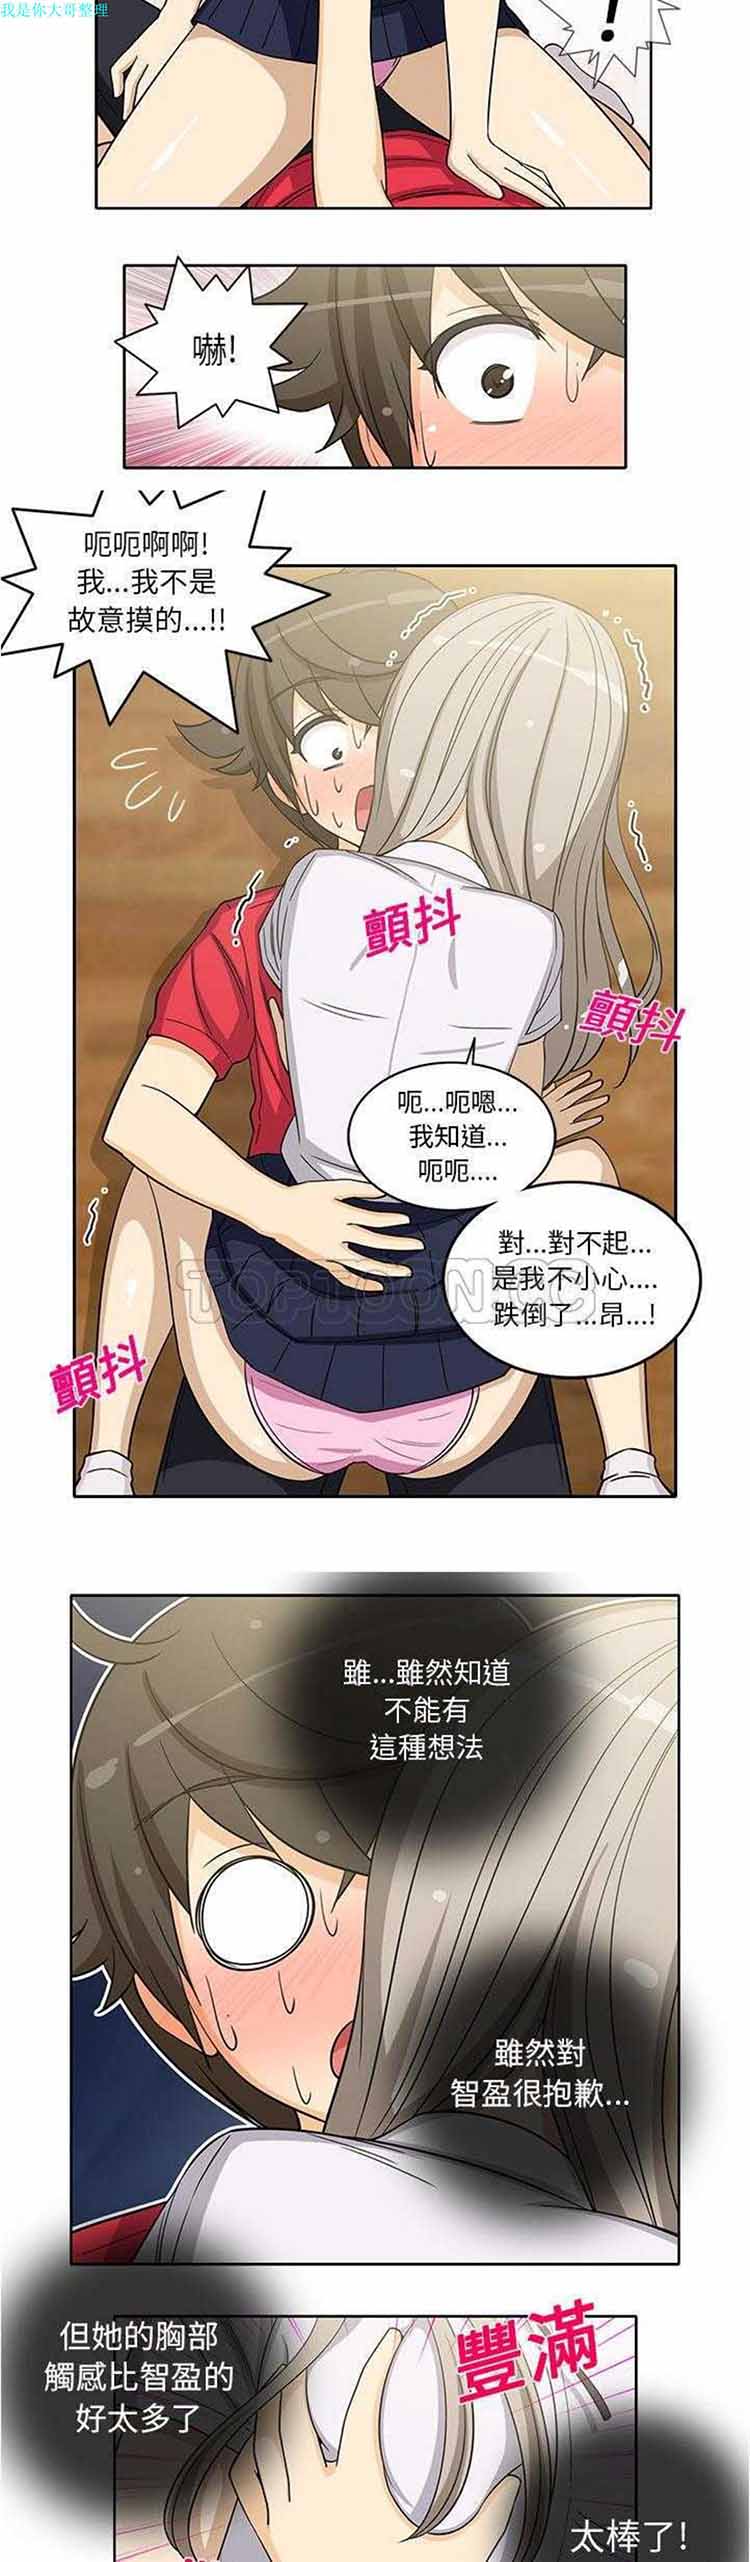 我是你大哥整理
!
嚇!
呃呃啊啊!
我...我不是
故意摸的...!!
顫抖
顫抖
呃...呃嗯...
我知道...
呃呃....
對...對不起...
是我不小心....
跌倒了...昂...!
TOPTOON.CC
顫抖
雖...雖然知道
不能有
這種想法
雖然對
智盈很抱歉...
但她的胸部
觸感比智盈的
好太多了
豐滿
太棒了!